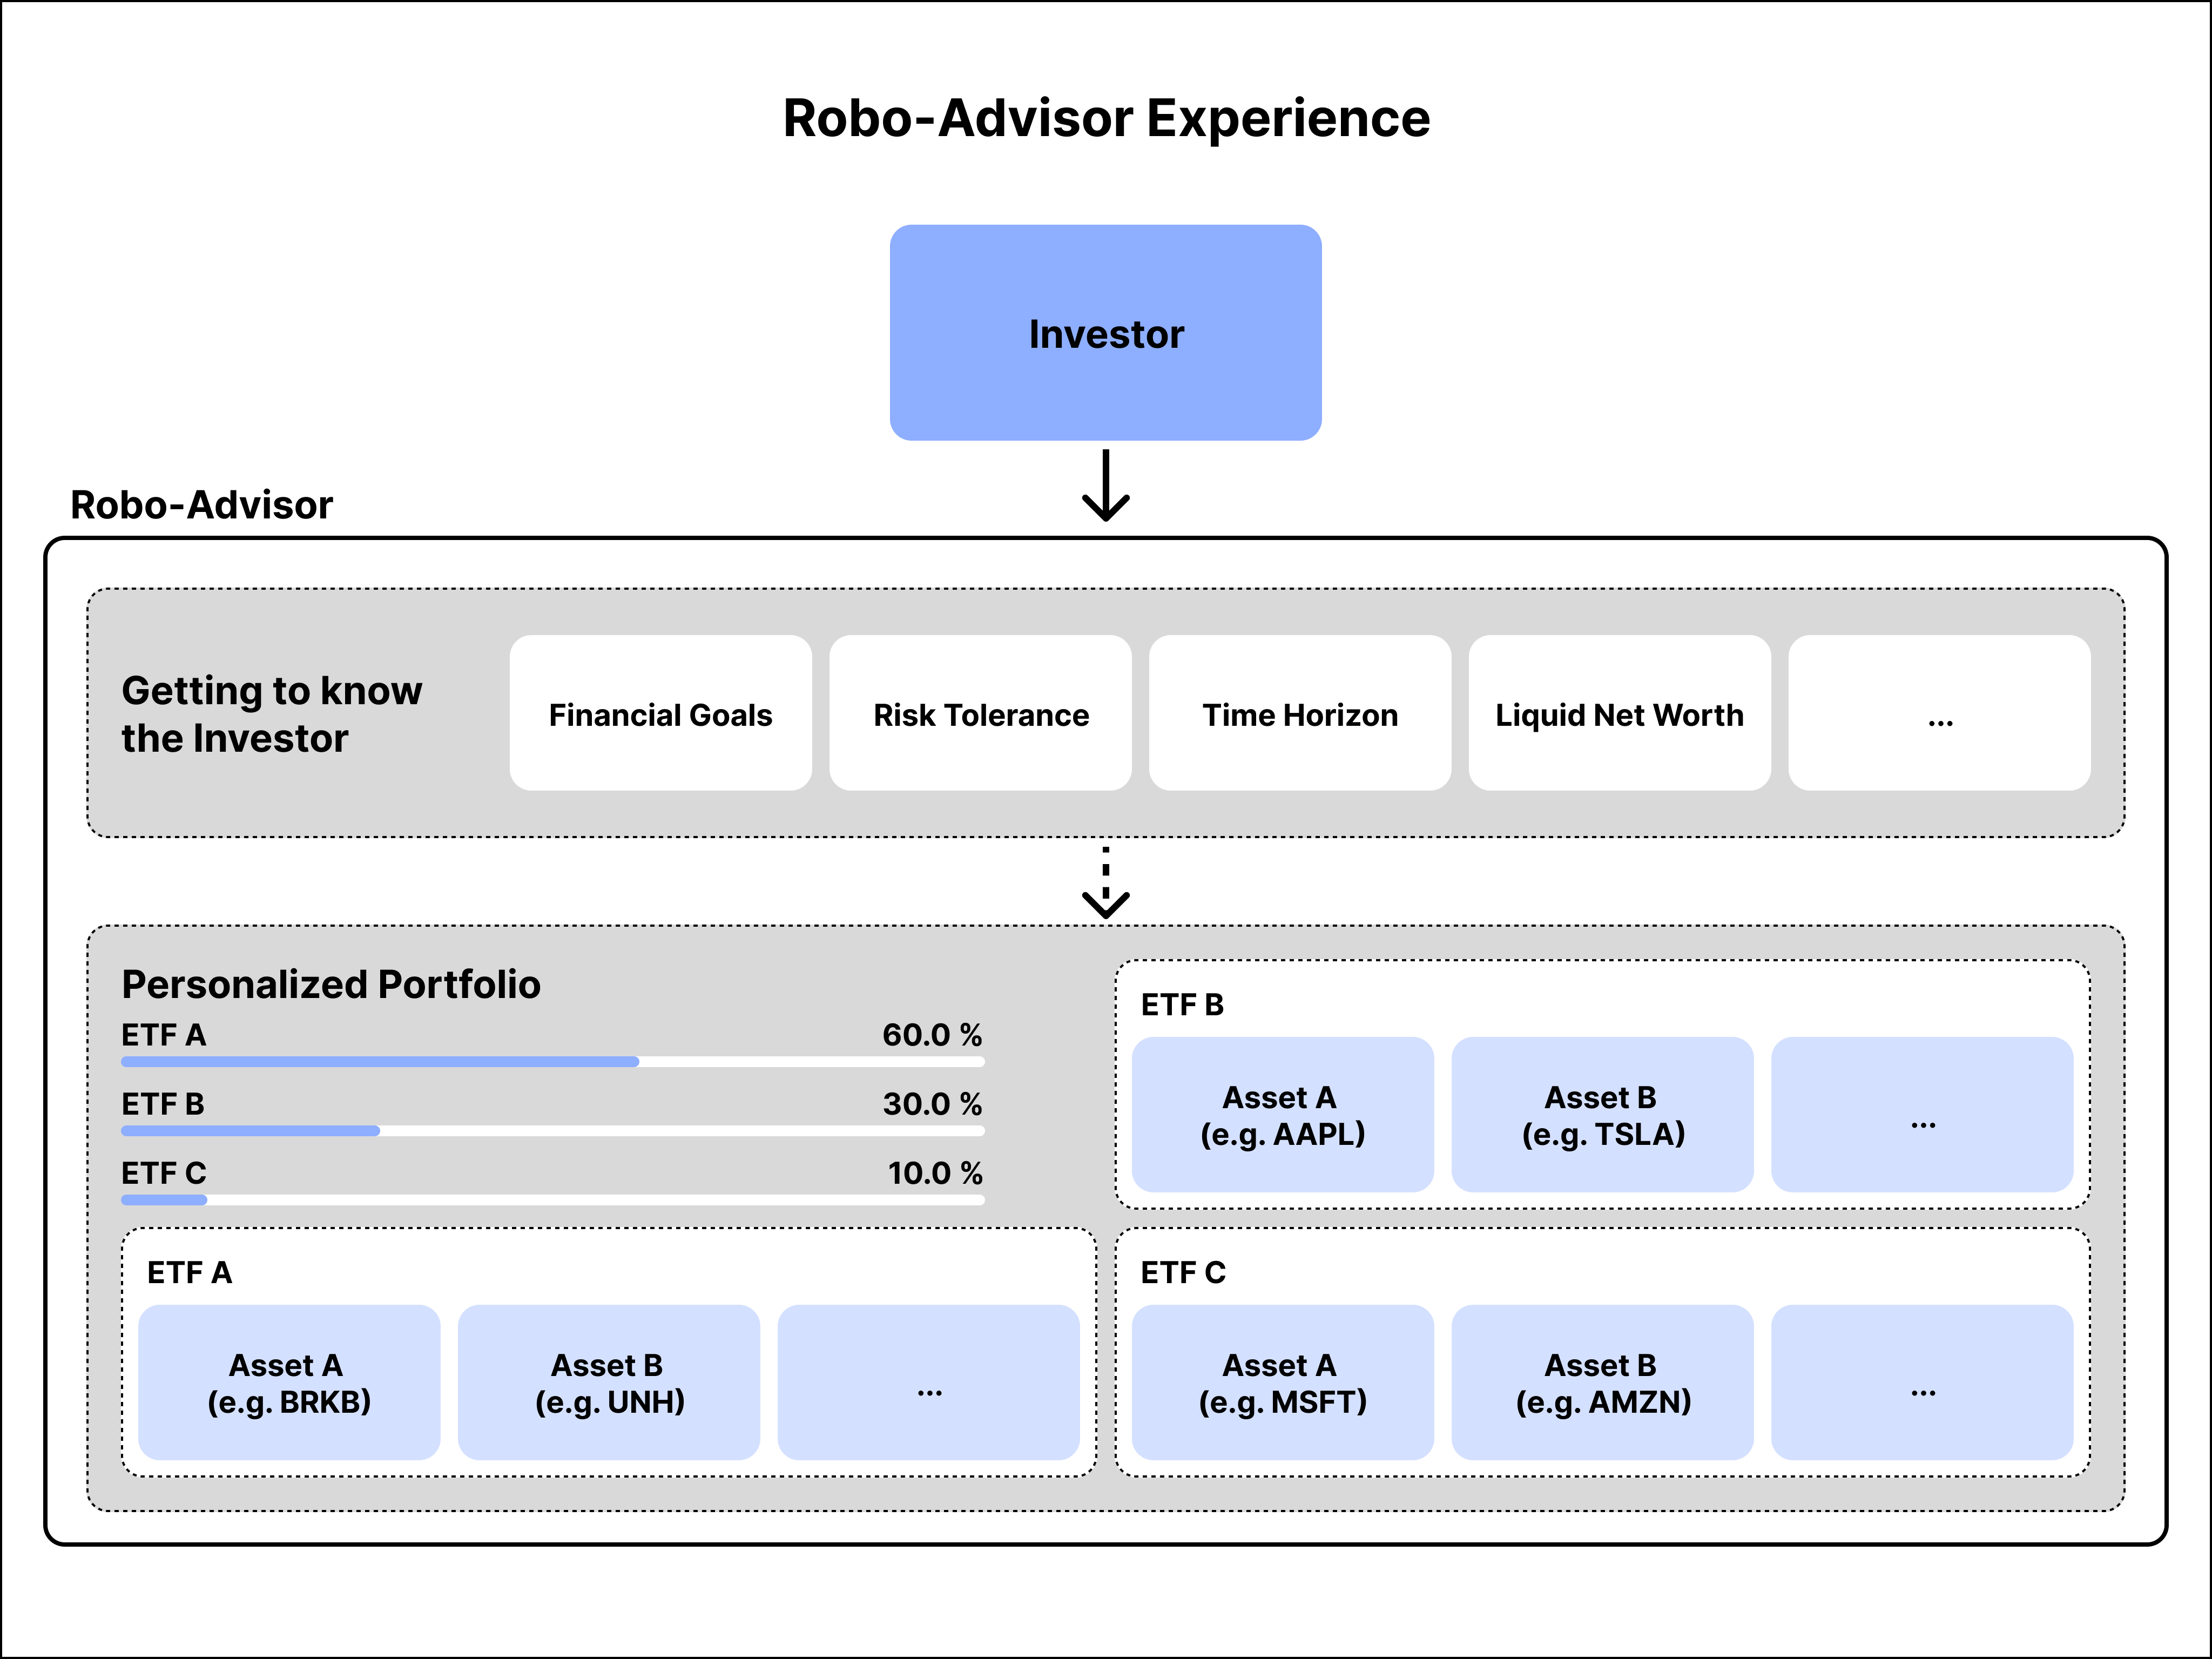 Robo-Advisor Experience
Investor
Robo-Advisor
Getting to know
the Investor
Financial Goals
Risk Tolerance
Time Horizon
Liquid Net Worth
...
Personalized Portfolio
ETF A 60.0 %
ETF B 30.0 %
ETF C 10.0 %
ETF B
Asset A
(e.g. AAPL)
Asset B
(e.g. TSLA)
...
ETF A
Asset A
(e.g. BRKB)
Asset B
(e.g. UNH)
...
ETF C
Asset A
(e.g. MSFT)
Asset B
(e.g. AMZN)
...